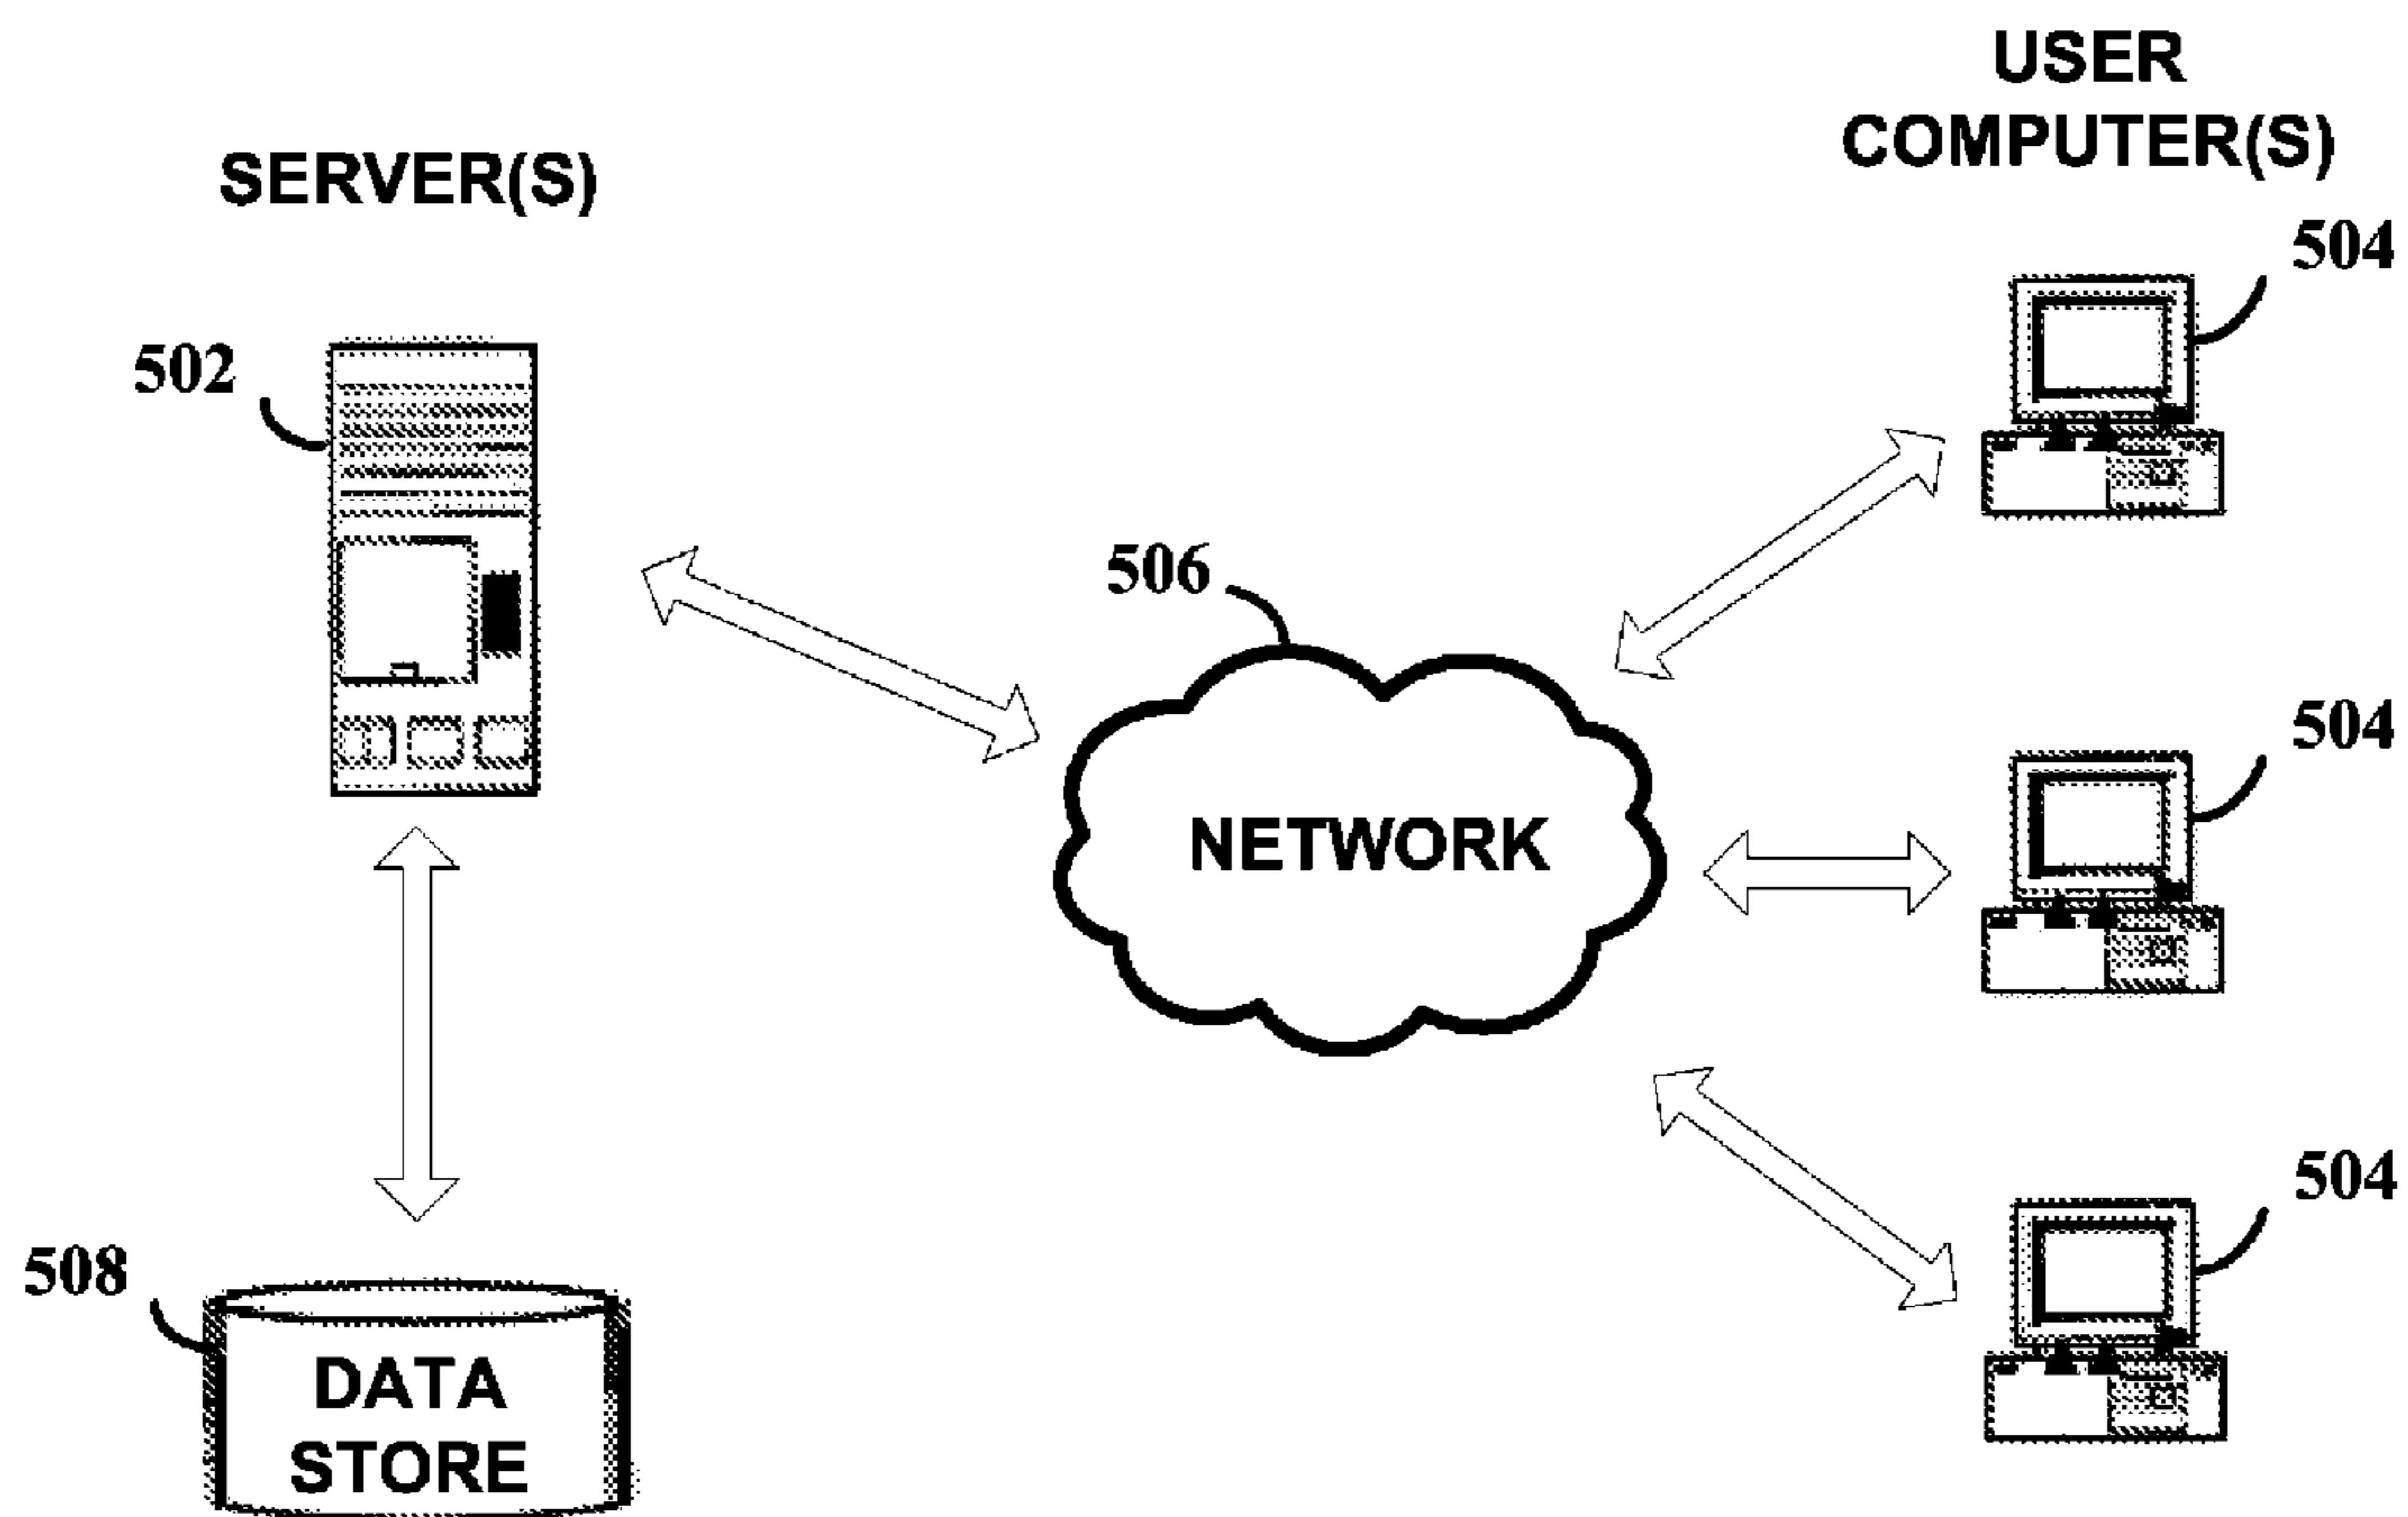 USER
COMPUTER(S)
SERVER(S)
504
502
506
504
NETWORK
504
508
DATA
STORE